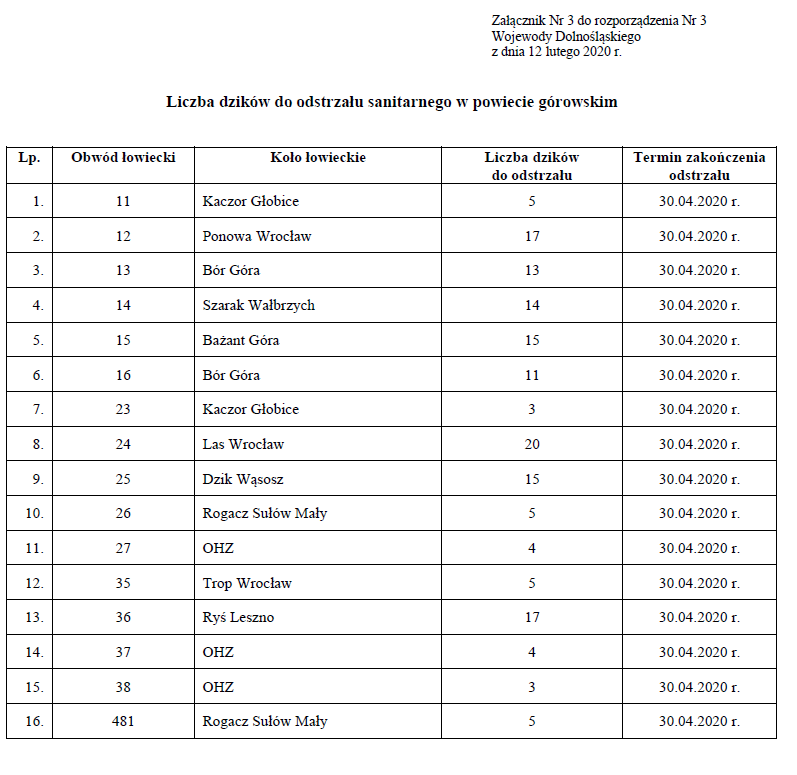 Załącznik Nr 3 do rozporządzenia Nr 3
Wojewody Dolnośląskiego
z dnia 12 lutego 2020 r.
Liczba dzików do odstrzału sanitarnego w powiecie górowskim
Lp. Obwód łowiecki Koło łowieckie Liczba dzików do odstrzału Termin zakończenia odstrzału
1. 11 Kaczor Głobice 5 30.04.2020 r.
2. 12 Ponowa Wrocław 17 30.04.2020 r.
3. 13 Bór Góra 13 30.04.2020 r.
4. 14 Szarak Wałbrzych 14 30.04.2020 r.
5. 15 Bażant Góra 15 30.04.2020 r.
6. 16 Bór Góra 11 30.04.2020 r.
7. 23 Kaczor Głobice 3 30.04.2020 r.
8. 24 Las Wrocław 20 30.04.2020 r.
9. 25 Dzik Wąsosz 15 30.04.2020 r.
10. 26 Rogacz Sułów Mały 5 30.04.2020 r.
11. 27 OHZ 4 30.04.2020 r.
12. 35 Trop Wrocław 5 30.04.2020 r.
13. 36 Ryś Leszno 17 30.04.2020 r.
14. 37 OHZ 4 30.04.2020 r.
15. 38 OHZ 3 30.04.2020 r.
16. 481 Rogacz Sułów Mały 5 30.04.2020 r.